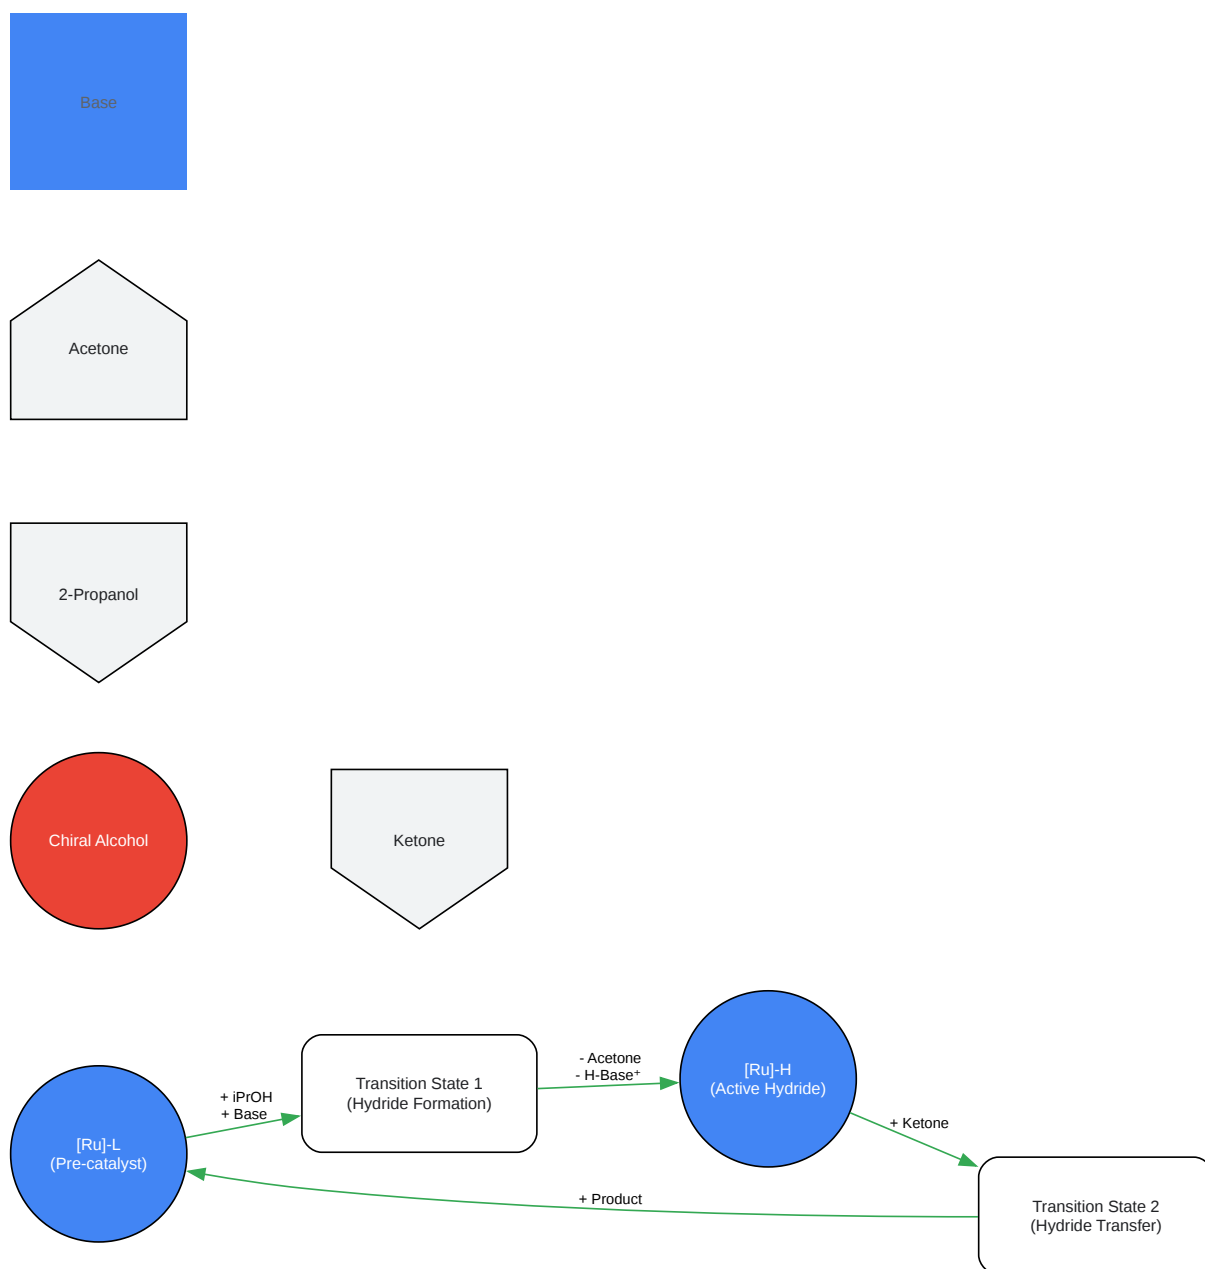 Base
Acetone
2-Propanol
Chiral Alcohol
Ketone
[Ru]-L
(Pre-catalyst)
+ iPrOH
+ Base
Transition State 1
(Hydride Formation)
- Acetone
- H-Base⁺
[Ru]-H
(Active Hydride)
+ Ketone
Transition State 2
(Hydride Transfer)
+ Product